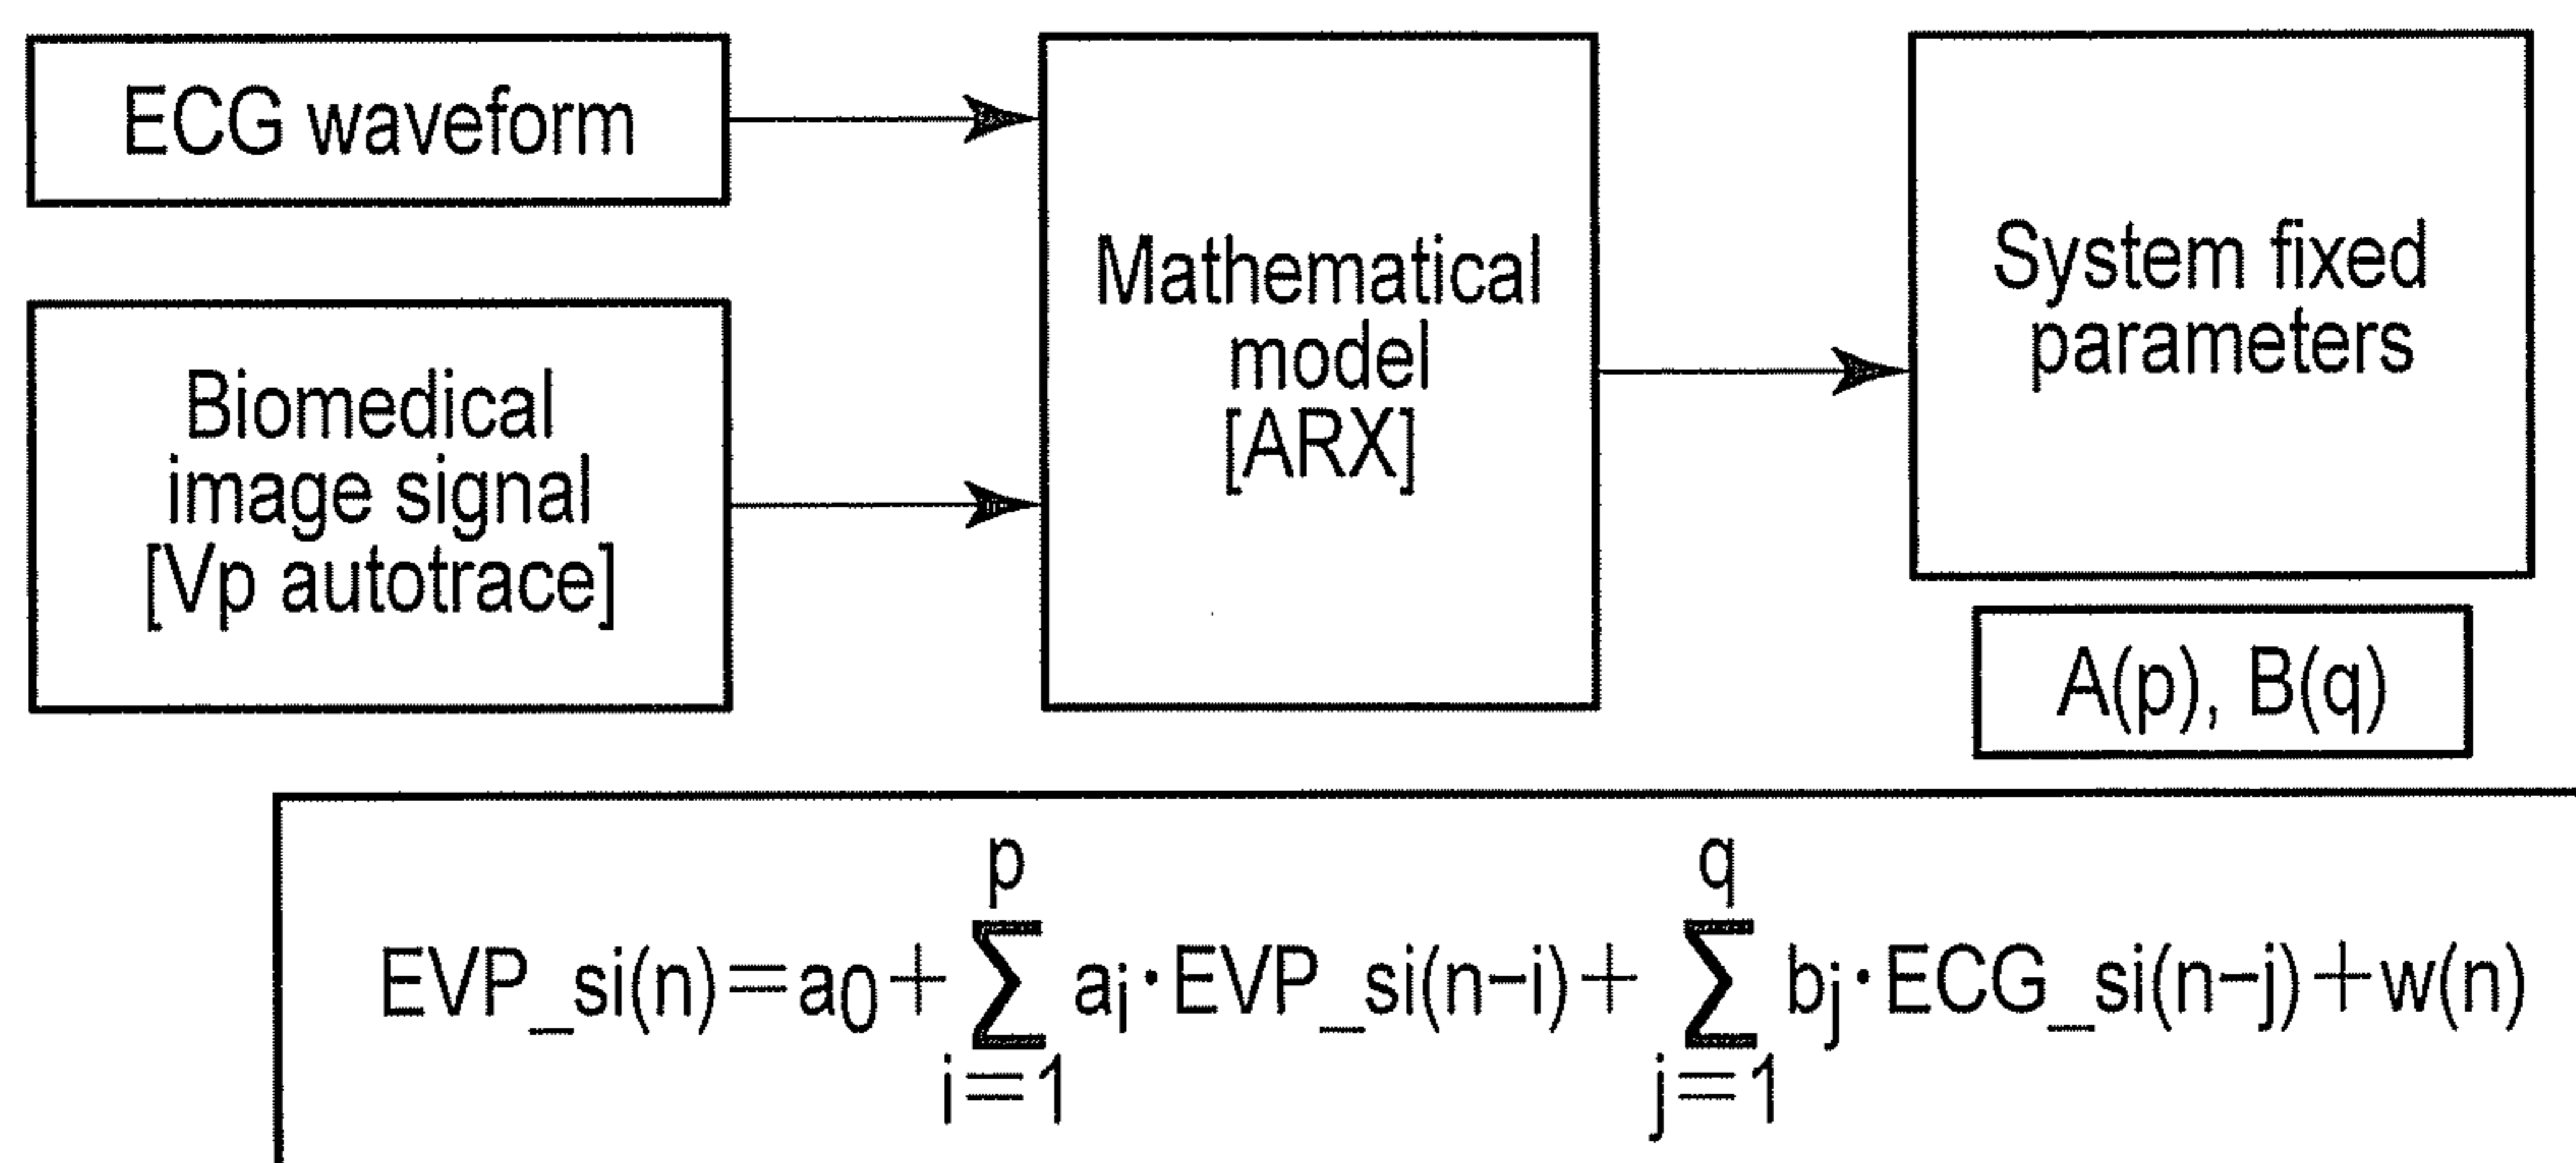 ECG waveform
Biomedical
image signal
[Vp autotrace]
Mathematical
model
[ARX]
System fixed
parameters
A(p), B(q)
EVP_si(n)=a0+∑(i=1, p) ai·EVP_si(n−i)+∑(j=1, q) bj·ECG_si(n−j)+w(n)